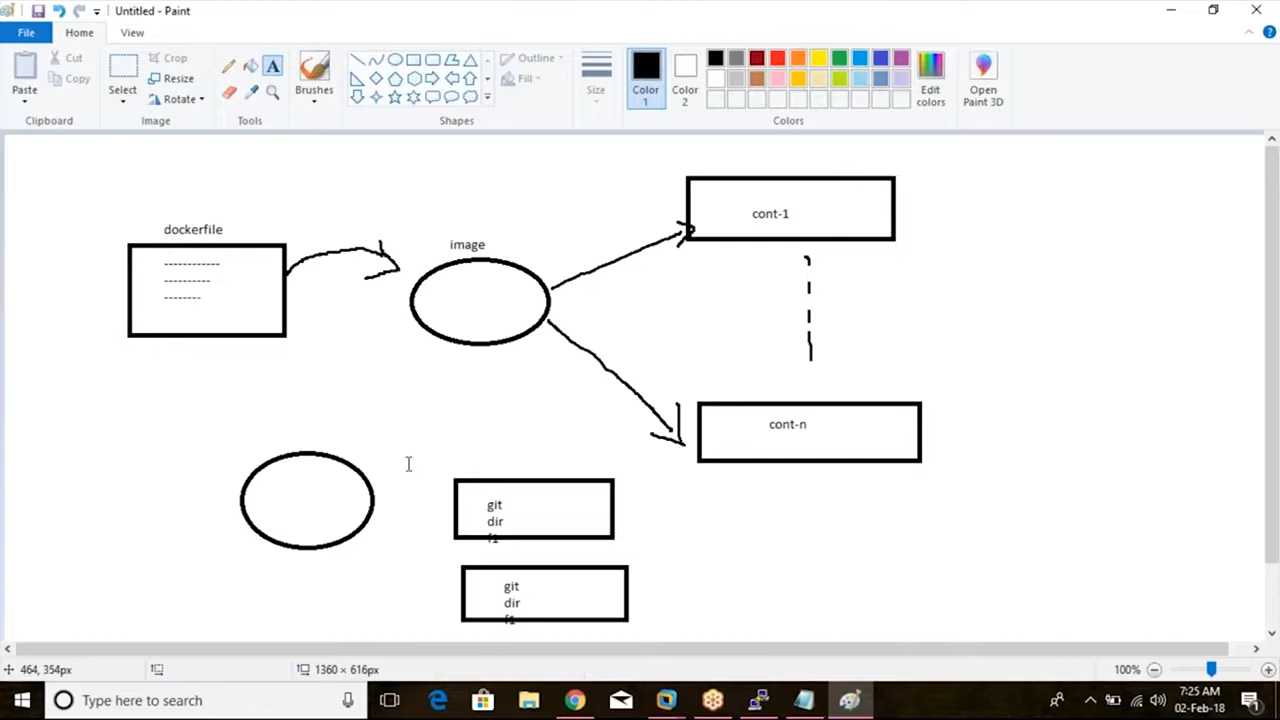 Untitled - Paint
File
Home
View
Paste
Cut
Copy
Clipboard
Select
Crop
Resize
Rotate
Image
A
Tools
Brushes
Shapes
Outline
Fill
Size
Color
1
Color
2
Edit
colors
Open
Paint 3D
Colors
cont-1
dockerfile
image
--------------
------------
---------
cont-n
git
dir
f1
git
dir
f1
464, 354px
1360 × 616px
100%
Type here to search
7:25 AM
02-Feb-18